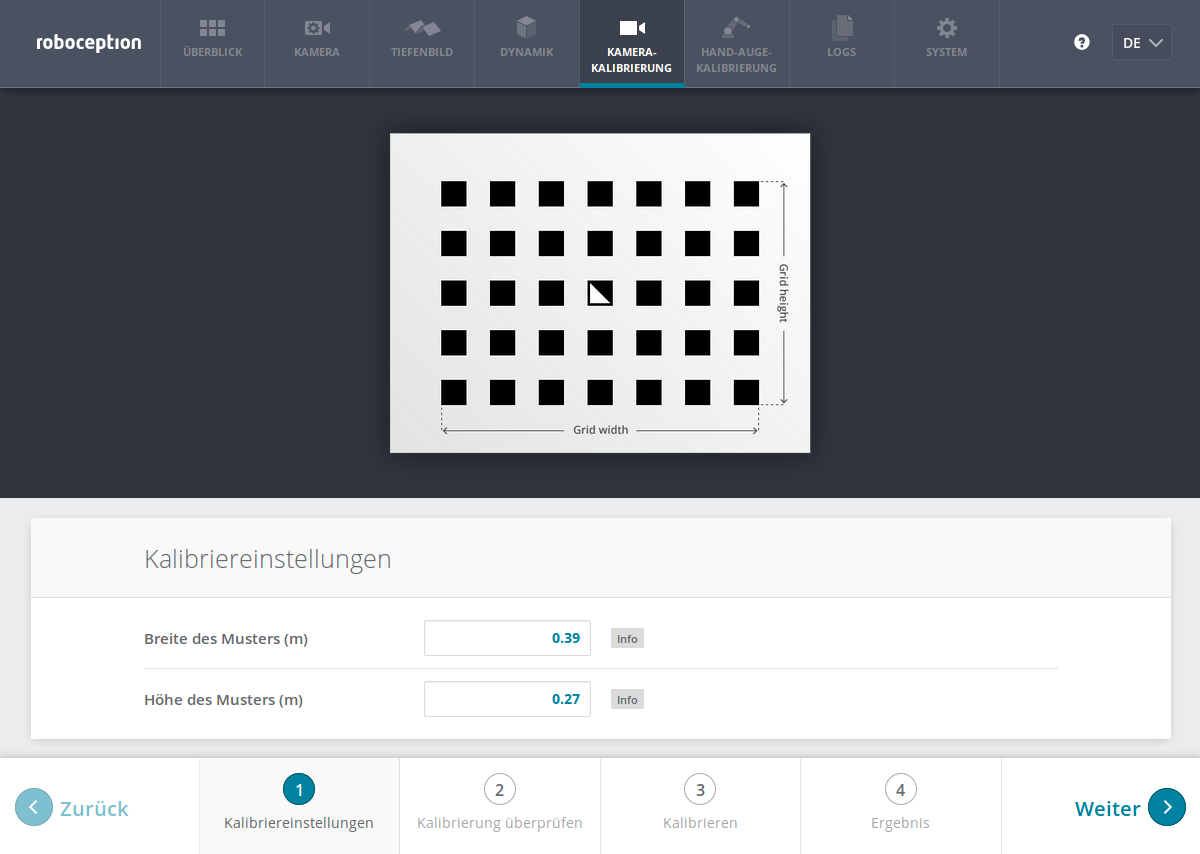 roboception
ÜBERBLICK
KAMERA
TIEFENBILD
DYNAMIK
KAMERA-
KALIBRIERUNG
HAND-AUGE-
KALIBRIERUNG
LOGS
SYSTEM
?
DE
Grid height
Grid width
Kalibriereinstellungen
Breite des Musters (m)
0.39
Info
Höhe des Musters (m)
0.27
Info
Zurück
1
Kalibriereinstellungen
2
Kalibrierung überprüfen
3
Kalibrieren
4
Ergebnis
Weiter